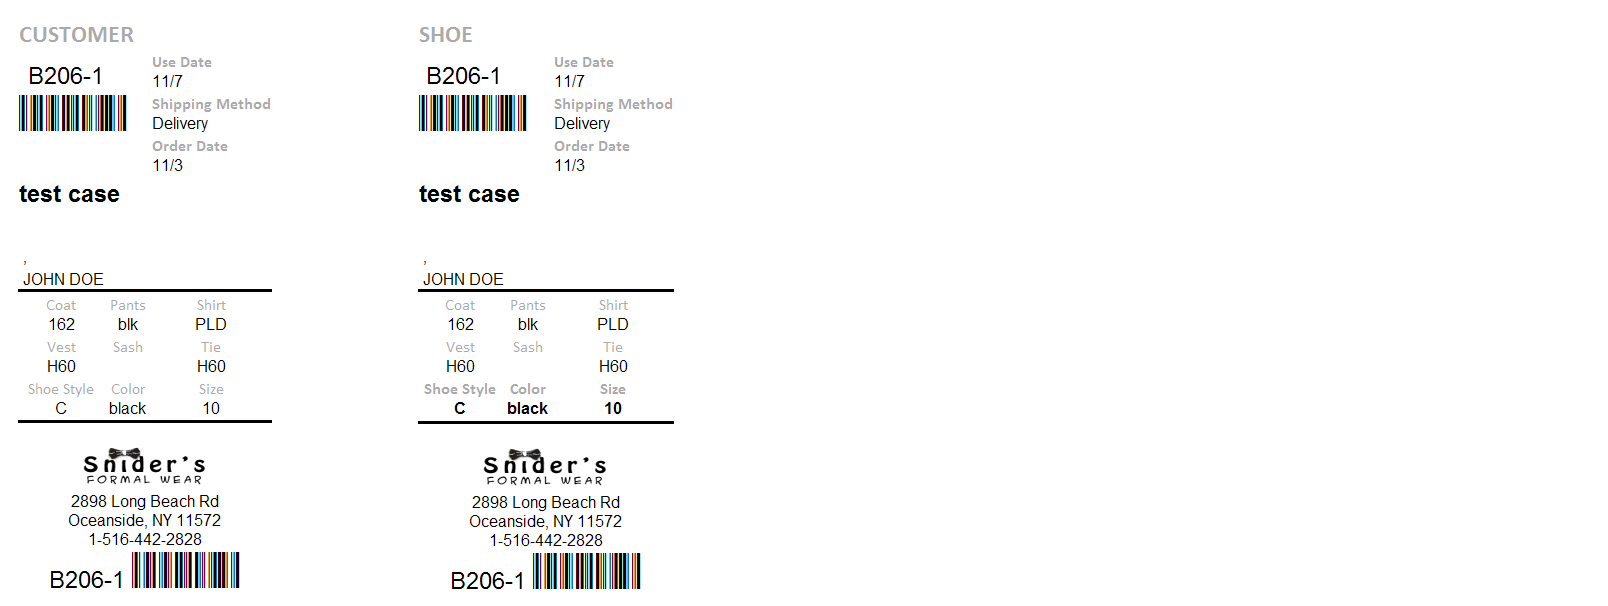 CUSTOMER
B206-1
Use Date
11/7
Shipping Method
Delivery
Order Date
11/3
test case
,
JOHN DOE
Coat Pants Shirt
162 blk PLD
Vest Sash Tie
H60 H60
Shoe Style Color Size
C black 10
Snider's
FORMAL WEAR
2898 Long Beach Rd
Oceanside, NY 11572
1-516-442-2828
B206-1
SHOE
B206-1
Use Date
11/7
Shipping Method
Delivery
Order Date
11/3
test case
,
JOHN DOE
Coat Pants Shirt
162 blk PLD
Vest Sash Tie
H60 H60
Shoe Style Color Size
C black 10
Snider's
FORMAL WEAR
2898 Long Beach Rd
Oceanside, NY 11572
1-516-442-2828
B206-1